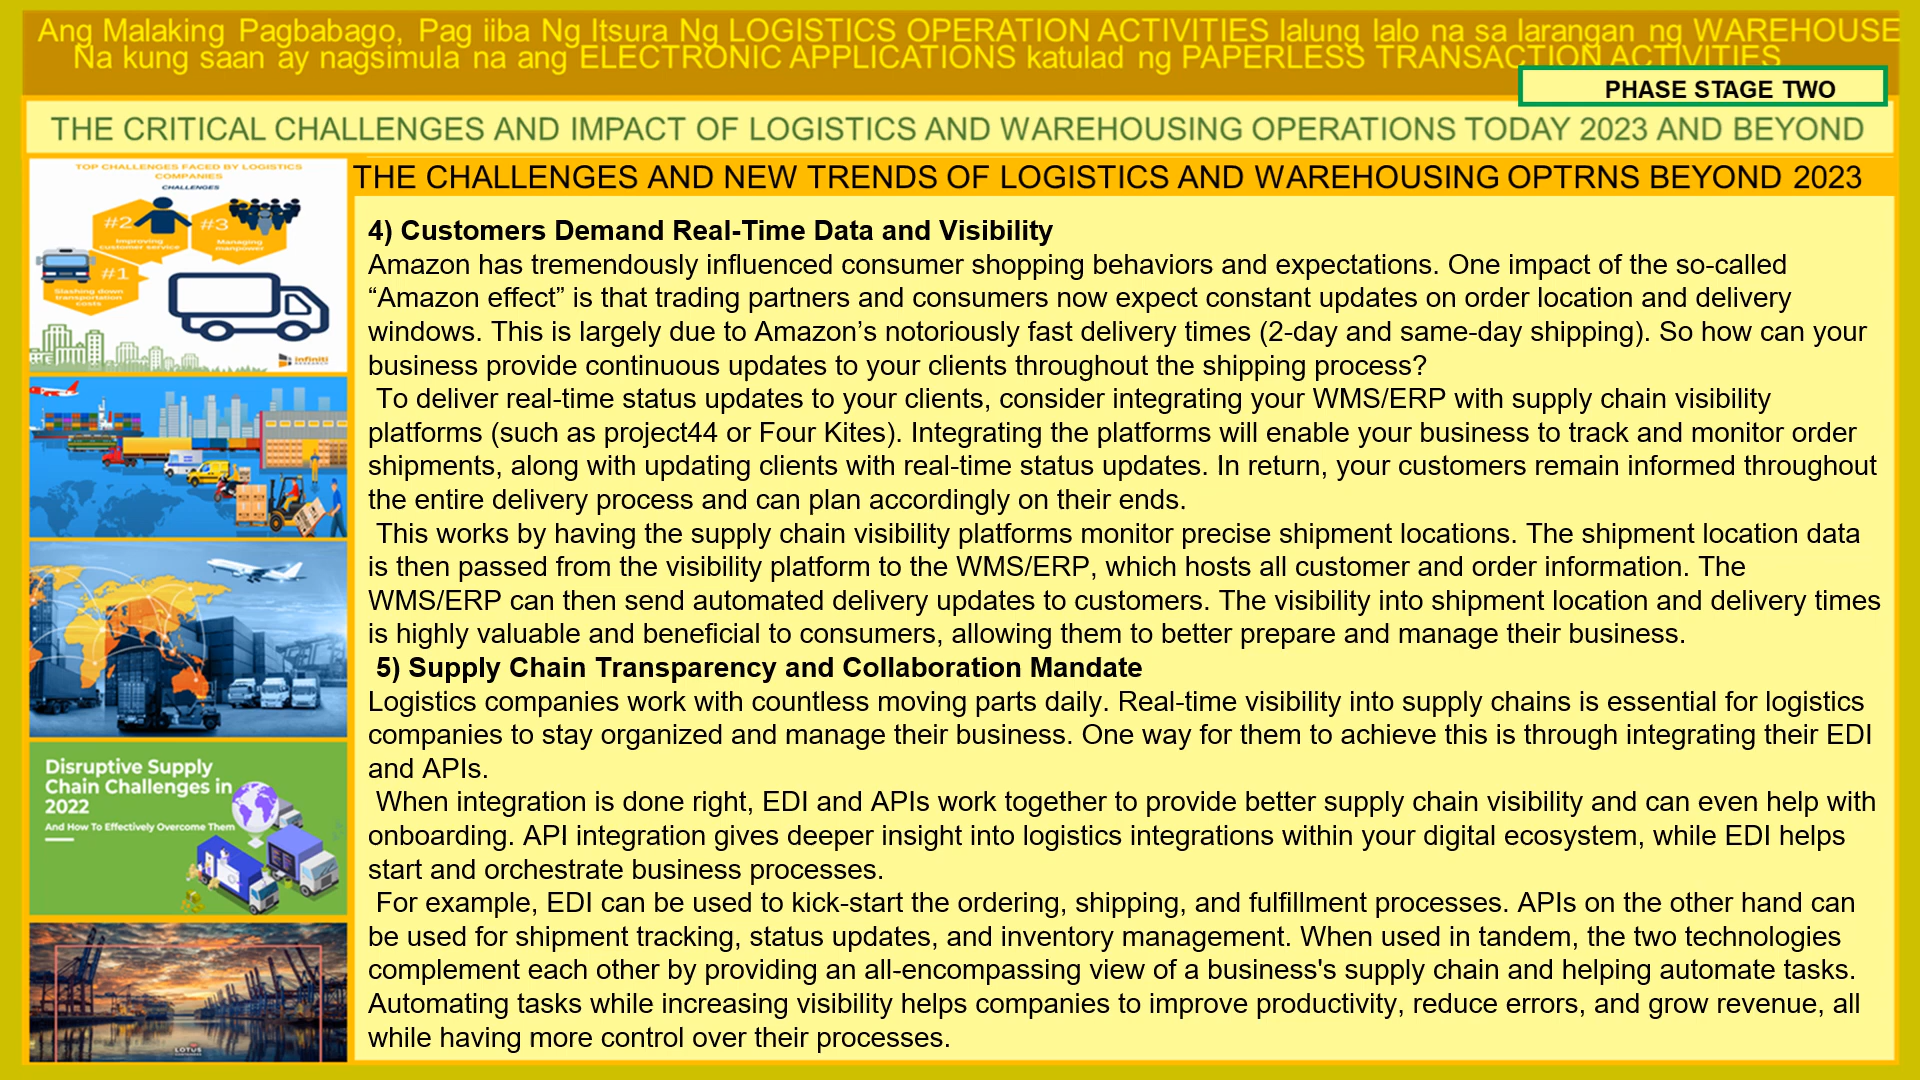 Ang Malaking Pagbabago, Pag iiba Ng Itsura Ng LOGISTICS OPERATION ACTIVITIES lalung lalo na sa larangan ng WAREHOUSE
Na kung saan ay nagsimula na ang ELECTRONIC APPLICATIONS katulad ng PAPERLESS TRANSACTION ACTIVITIES
PHASE STAGE TWO
THE CRITICAL CHALLENGES AND IMPACT OF LOGISTICS AND WAREHOUSING OPERATIONS TODAY 2023 AND BEYOND
TOP CHALLENGES FACED BY LOGISTICS
COMPANIES
CHALLENGES
#2
Improving
customer service
#3
Managing
manpower
#1
Slashing down
transportation
costs
infiniti
RESEARCH
Disruptive Supply
Chain Challenges in
2022
And How To Effectively Overcome Them
LOTUS
THE CHALLENGES AND NEW TRENDS OF LOGISTICS AND WAREHOUSING OPTRNS BEYOND 2023
4) Customers Demand Real-Time Data and Visibility
Amazon has tremendously influenced consumer shopping behaviors and expectations. One impact of the so-called
“Amazon effect” is that trading partners and consumers now expect constant updates on order location and delivery
windows. This is largely due to Amazon’s notoriously fast delivery times (2-day and same-day shipping). So how can your
business provide continuous updates to your clients throughout the shipping process?
To deliver real-time status updates to your clients, consider integrating your WMS/ERP with supply chain visibility
platforms (such as project44 or Four Kites). Integrating the platforms will enable your business to track and monitor order
shipments, along with updating clients with real-time status updates. In return, your customers remain informed throughout
the entire delivery process and can plan accordingly on their ends.
This works by having the supply chain visibility platforms monitor precise shipment locations. The shipment location data
is then passed from the visibility platform to the WMS/ERP, which hosts all customer and order information. The
WMS/ERP can then send automated delivery updates to customers. The visibility into shipment location and delivery times
is highly valuable and beneficial to consumers, allowing them to better prepare and manage their business.
5) Supply Chain Transparency and Collaboration Mandate
Logistics companies work with countless moving parts daily. Real-time visibility into supply chains is essential for logistics
companies to stay organized and manage their business. One way for them to achieve this is through integrating their EDI
and APIs.
When integration is done right, EDI and APIs work together to provide better supply chain visibility and can even help with
onboarding. API integration gives deeper insight into logistics integrations within your digital ecosystem, while EDI helps
start and orchestrate business processes.
For example, EDI can be used to kick-start the ordering, shipping, and fulfillment processes. APIs on the other hand can
be used for shipment tracking, status updates, and inventory management. When used in tandem, the two technologies
complement each other by providing an all-encompassing view of a business's supply chain and helping automate tasks.
Automating tasks while increasing visibility helps companies to improve productivity, reduce errors, and grow revenue, all
while having more control over their processes.